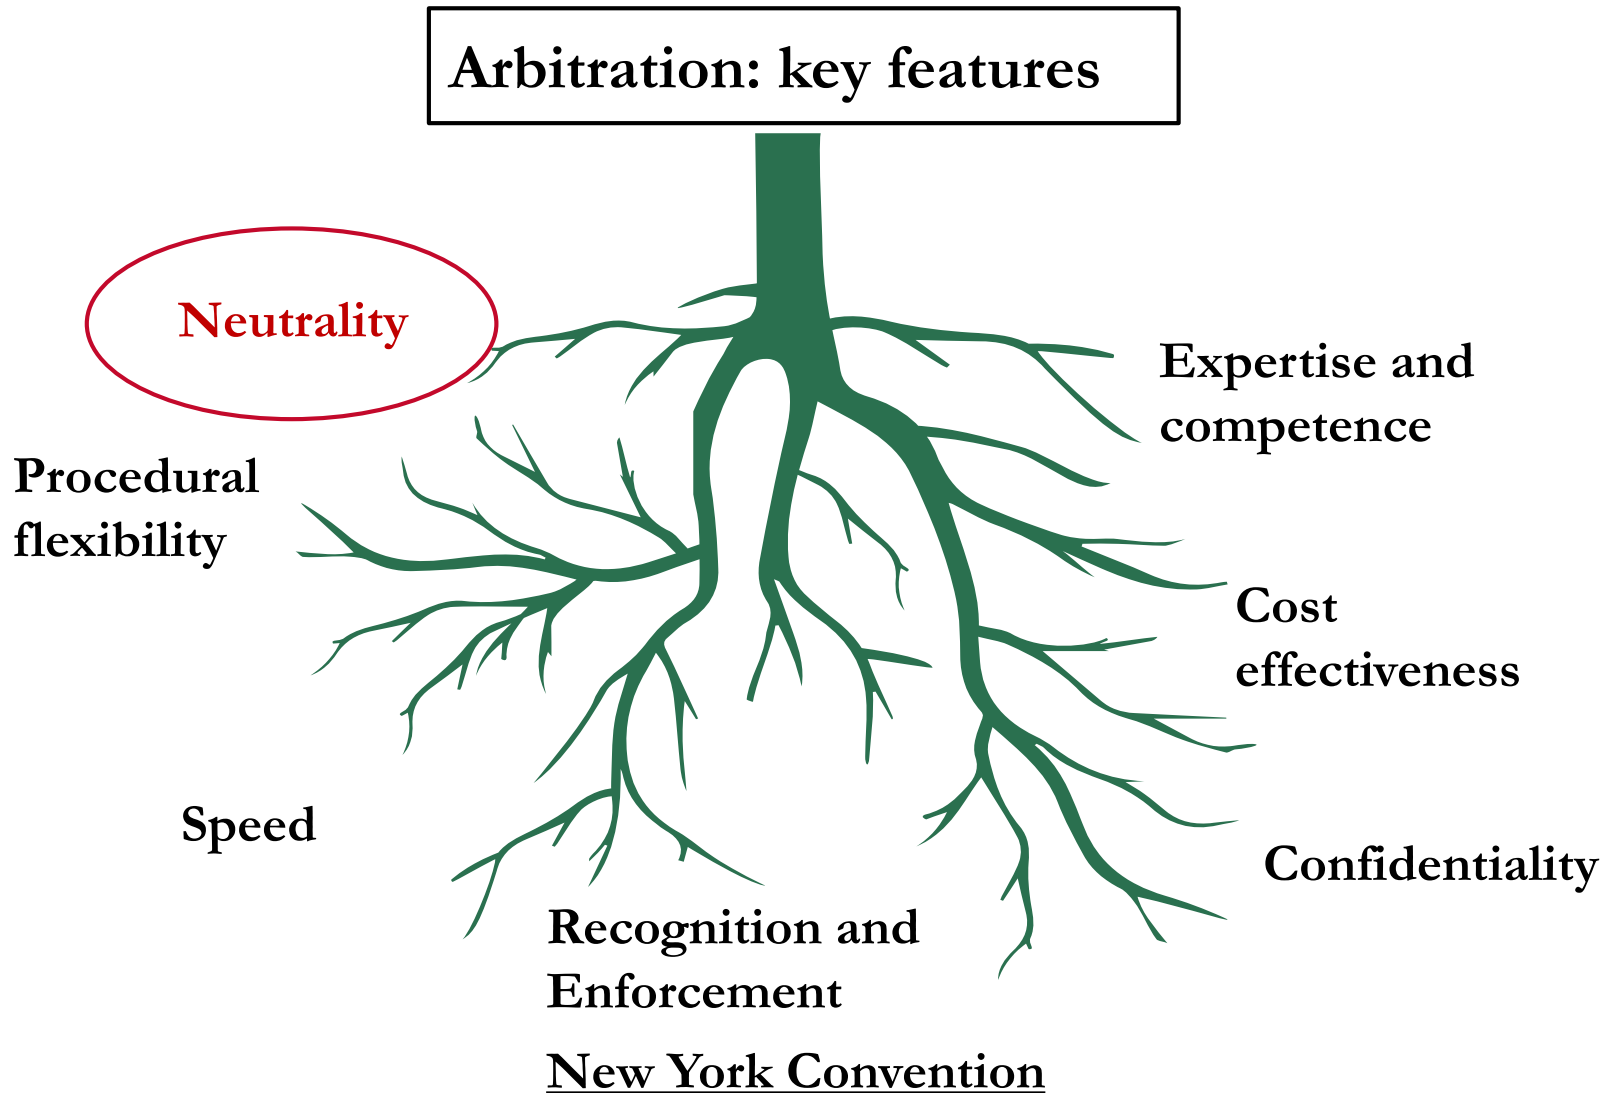 Arbitration: key features
Neutrality
Expertise and
competence
Procedural
flexibility
Cost
effectiveness
Speed
Confidentiality
Recognition and
Enforcement
New York Convention